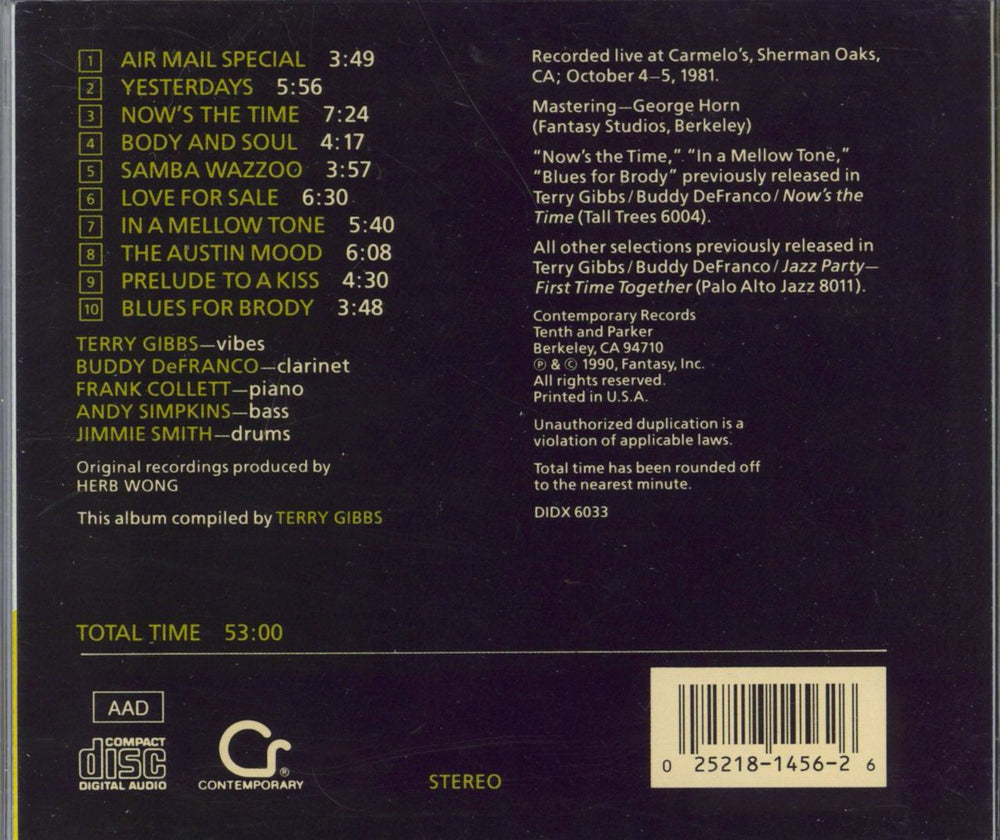 1 AIR MAIL SPECIAL 3:49
2 YESTERDAYS 5:56
3 NOW'S THE TIME 7:24
4 BODY AND SOUL 4:17
5 SAMBA WAZZOO 3:57
6 LOVE FOR SALE 6:30
7 IN A MELLOW TONE 5:40
8 THE AUSTIN MOOD 6:08
9 PRELUDE TO A KISS 4:30
10 BLUES FOR BRODY 3:48
TERRY GIBBS—vibes
BUDDY DeFRANCO—clarinet
FRANK COLLETT—piano
ANDY SIMPKINS—bass
JIMMIE SMITH—drums
Original recordings produced by
HERB WONG
This album compiled by TERRY GIBBS
Recorded live at Carmelo's, Sherman Oaks,
CA; October 4–5, 1981.
Mastering—George Horn
(Fantasy Studios, Berkeley)
“Now's the Time,” “In a Mellow Tone,”
“Blues for Brody” previously released in
Terry Gibbs/Buddy DeFranco/Now's the
Time (Tall Trees 6004).
All other selections previously released in
Terry Gibbs/Buddy DeFranco/Jazz Party—
First Time Together (Palo Alto Jazz 8011).
Contemporary Records
Tenth and Parker
Berkeley, CA 94710
℗ & © 1990, Fantasy, Inc.
All rights reserved.
Printed in U.S.A.
Unauthorized duplication is a
violation of applicable laws.
Total time has been rounded off
to the nearest minute.
DIDX 6033
TOTAL TIME 53:00
AAD
COMPACT
disc
DIGITAL AUDIO
Cr®
CONTEMPORARY
STEREO
0 25218-1456-2 6